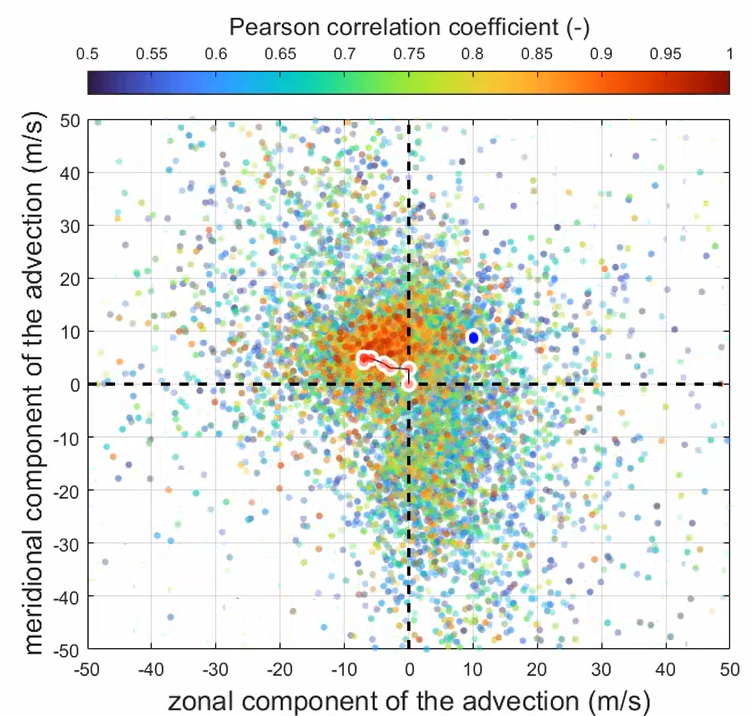 Pearson correlation coefficient (-)
0.5 0.55 0.6 0.65 0.7 0.75 0.8 0.85 0.9 0.95 1
meridional component of the advection (m/s)
50
40
30
20
10
0
-10
-20
-30
-40
-50
-50 -40 -30 -20 -10 0 10 20 30 40 50
zonal component of the advection (m/s)